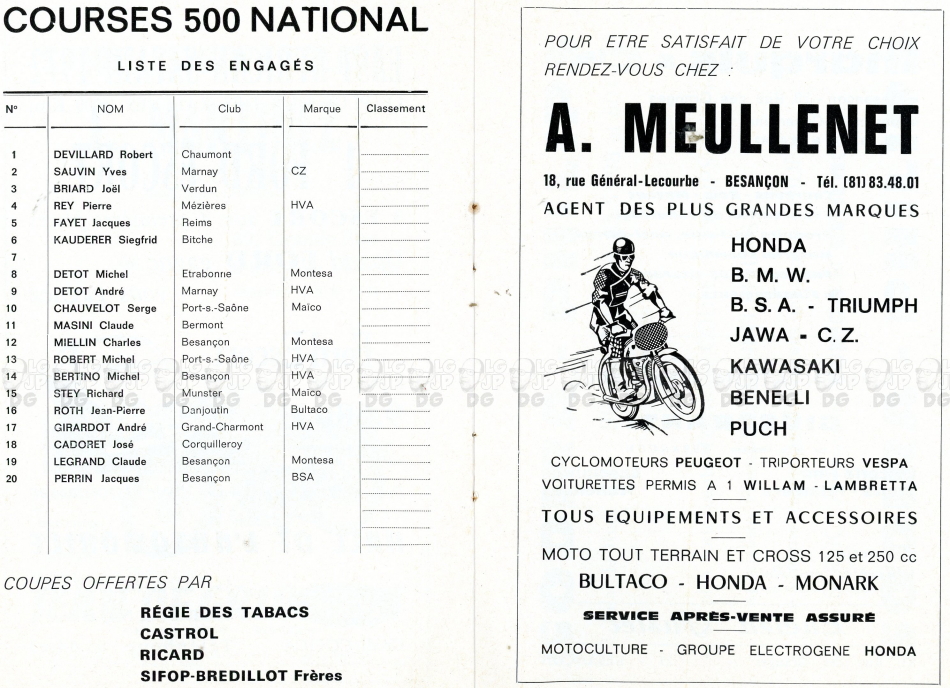 COURSES 500 NATIONAL
LISTE DES ENGAGÉS
N° NOM Club Marque Classement
1 DEVILLARD Robert Chaumont
2 SAUVIN Yves Marnay CZ
3 BRIARD Joël Verdun
4 REY Pierre Mézières HVA
5 FAYET Jacques Reims
6 KAUDERER Siegfrid Bitche
7
8 DETOT Michel Etrabonne Montesa
9 DETOT André Marnay HVA
10 CHAUVELOT Serge Port-s.-Saône Maïco
11 MASINI Claude Bermont
12 MIELLIN Charles Besançon Montesa
13 ROBERT Michel Port-s.-Saône HVA
14 BERTINO Michel Besançon HVA
15 STEY Richard Munster Maïco
16 ROTH Jean-Pierre Danjoutin Bultaco
17 GIRARDOT André Grand-Charmont HVA
18 CADORET José Corquilleroy
19 LEGRAND Claude Besançon Montesa
20 PERRIN Jacques Besançon BSA
COUPES OFFERTES PAR
RÉGIE DES TABACS
CASTROL
RICARD
SIFOP-BREDILLOT Frères
POUR ETRE SATISFAIT DE VOTRE CHOIX
RENDEZ-VOUS CHEZ :
A. MEULLENET
18, rue Général-Lecourbe - BESANÇON - Tél. (81) 83.48.01
AGENT DES PLUS GRANDES MARQUES
HONDA
B. M. W.
B. S. A. - TRIUMPH
JAWA - C. Z.
KAWASAKI
BENELLI
PUCH
CYCLOMOTEURS PEUGEOT - TRIPORTEURS VESPA
VOITURETTES PERMIS A 1 WILLAM - LAMBRETTA
TOUS EQUIPEMENTS ET ACCESSOIRES
MOTO TOUT TERRAIN ET CROSS 125 et 250 cc
BULTACO - HONDA - MONARK
SERVICE APRÈS-VENTE ASSURÉ
MOTOCULTURE - GROUPE ELECTROGENE HONDA